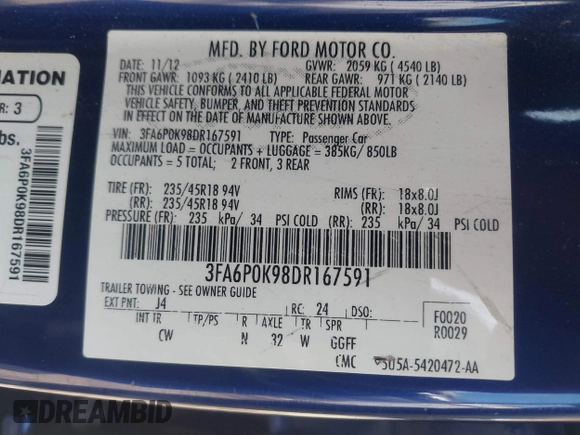 MFD. BY FORD MOTOR CO.
DATE: 11/12 GVWR: 2059 KG ( 4540 LB)
FRONT GAWR: 1093 KG ( 2410 LB) REAR GAWR: 971 KG ( 2140 LB)
THIS VEHICLE CONFORMS TO ALL APPLICABLE FEDERAL MOTOR
VEHICLE SAFETY, BUMPER, AND THEFT PREVENTION STANDARDS
IN EFFECT ON THE DATE OF MANUFACTURE SHOWN ABOVE.
VIN: 3FA6P0K98DR167591 TYPE: Passenger Car
MAXIMUM LOAD = OCCUPANTS + LUGGAGE = 385KG/ 850LB
OCCUPANTS = 5 TOTAL; 2 FRONT, 3 REAR
TIRE (FR): 235/45R18 94V RIMS (FR): 18x8.0J
(RR): 235/45R18 94V (RR): 18x8.0J
PRESSURE (FR): 235 kPa/ 34 PSI COLD (RR): 235 kPa/ 34 PSI COLD
3FA6P0K98DR167591
TRAILER TOWING - SEE OWNER GUIDE
EXT PNT: J4 RC: 24 DSO:
INT TR TP/PS R AXLE TR SPR
CW N 32 W GGFF
F0020
R0029
5U5A-5420472-AA
MATION
R: 3
bs.
3FA6P0K98DR167591
DREAMBID